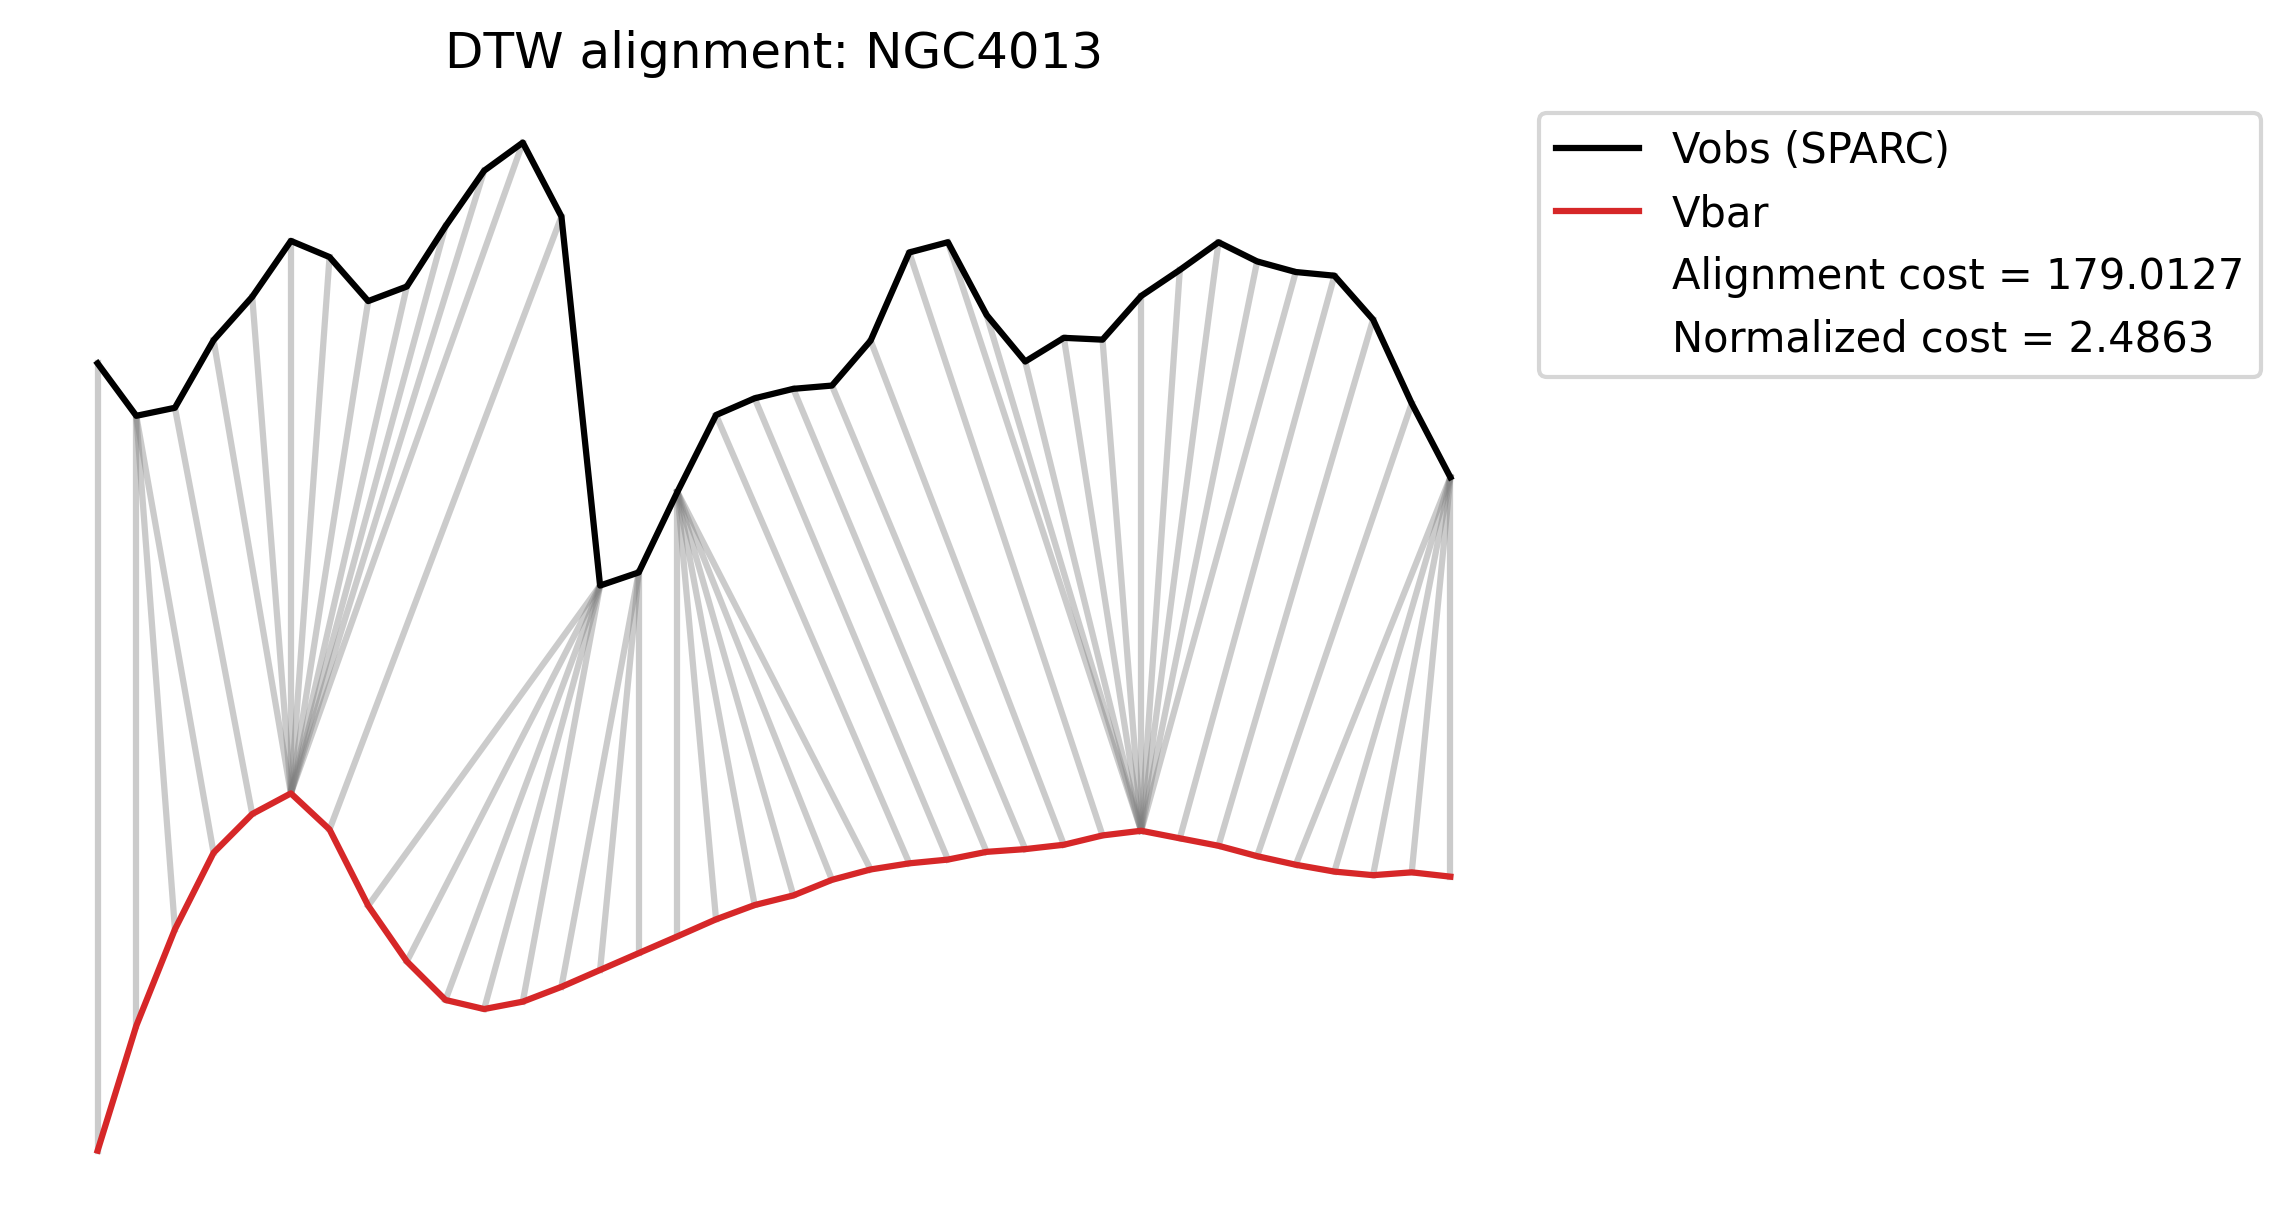 DTW alignment: NGC4013
Vobs (SPARC)
Vbar
Alignment cost = 179.0127
Normalized cost = 2.4863